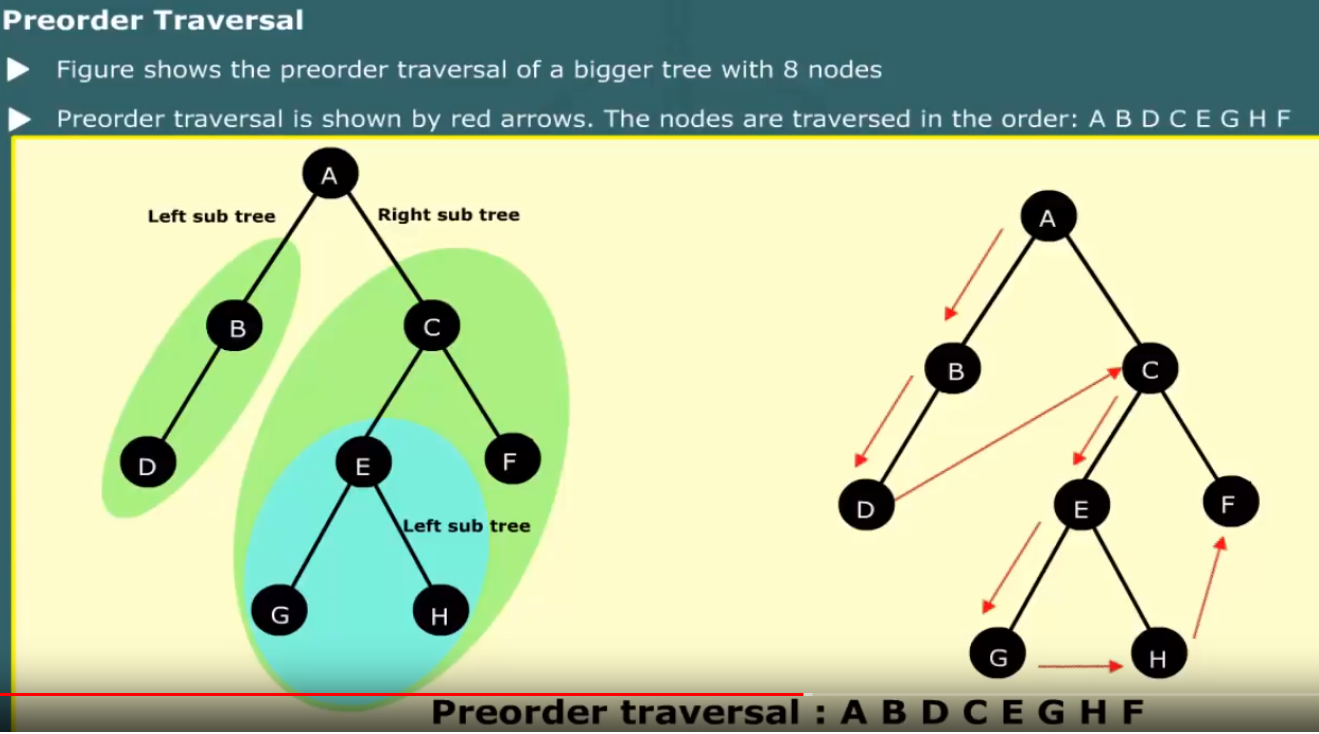 Preorder Traversal
Figure shows the preorder traversal of a bigger tree with 8 nodes
Preorder traversal is shown by red arrows. The nodes are traversed in the order: A B D C E G H F
A
Left sub tree
Right sub tree
B
C
D
E
F
Left sub tree
G
H
A
B
C
D
E
F
G
H
Preorder traversal : A B D C E G H F